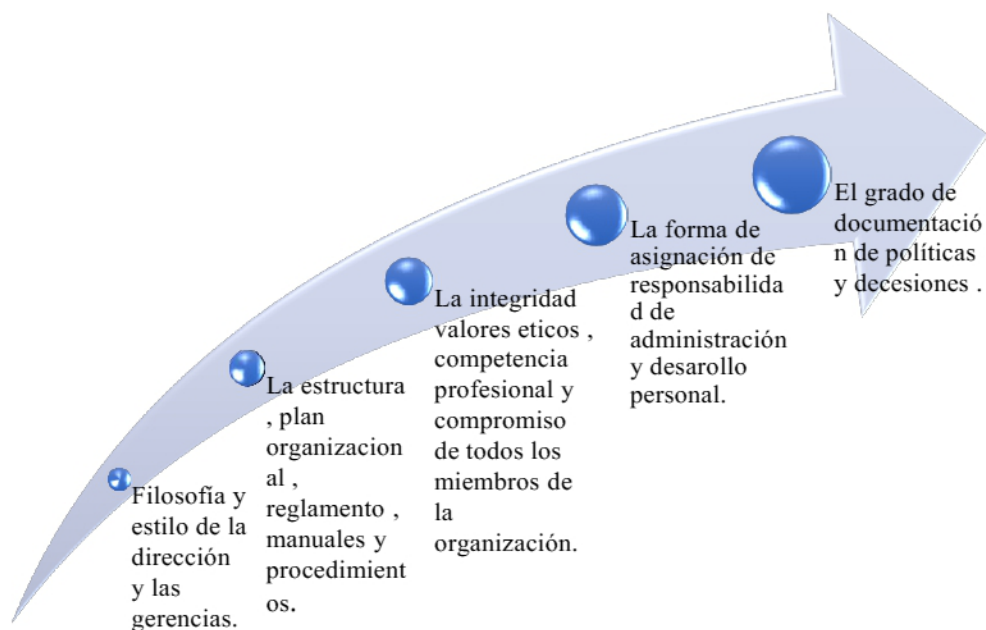 Filosofía y
estilo de la
dirección
y las
gerencias.
La estructura
, plan
organizacion
al ,
reglamento ,
manuales y
procedimient
os.
La integridad
valores eticos ,
competencia
profesional y
compromiso
de todos los
miembros de
la
organización.
La forma de
asignación de
responsabilida
d de
administración
y desarollo
personal.
El grado de
documentació
n de políticas
y decesiones .